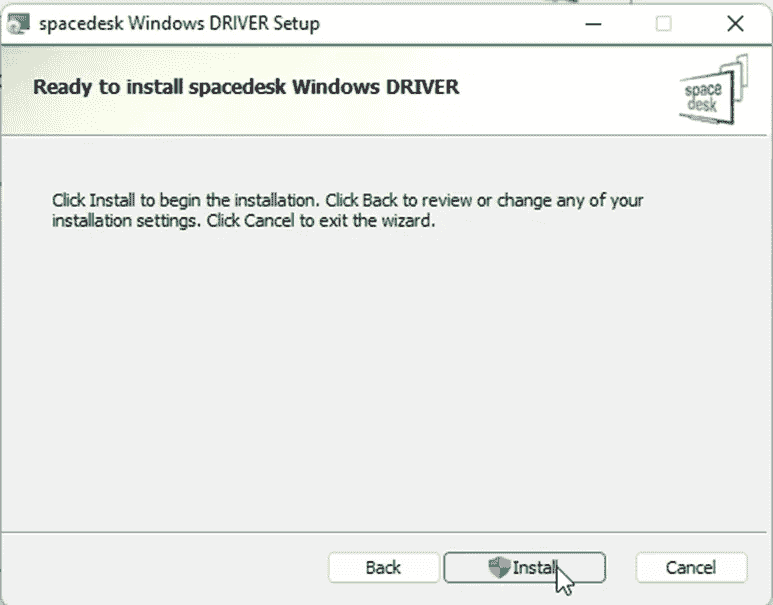 spacedesk Windows DRIVER Setup
Ready to install spacedesk Windows DRIVER
space
desk
Click Install to begin the installation. Click Back to review or change any of your
installation settings. Click Cancel to exit the wizard.
Back
Install
Cancel